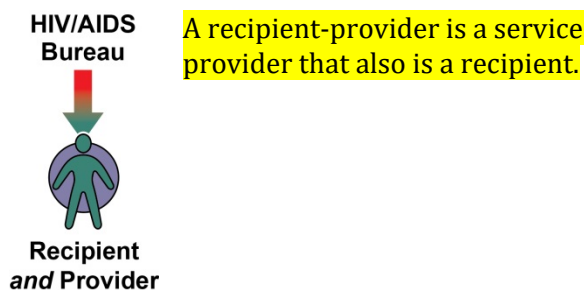 HIV/AIDS
Bureau
A recipient-provider is a service
provider that also is a recipient.
Recipient
and Provider